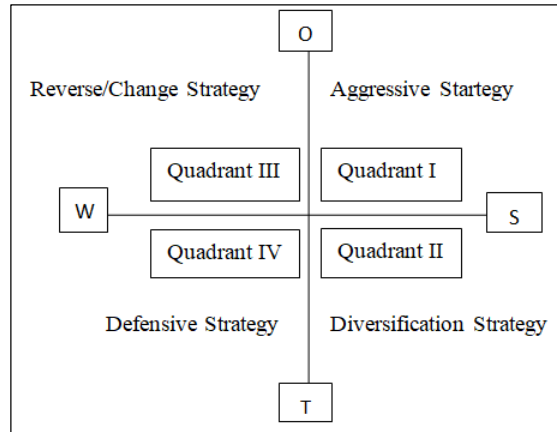 O
Reverse/Change Strategy
Aggressive Startegy
Quadrant III
Quadrant I
W
S
Quadrant IV
Quadrant II
Defensive Strategy
Diversification Strategy
T